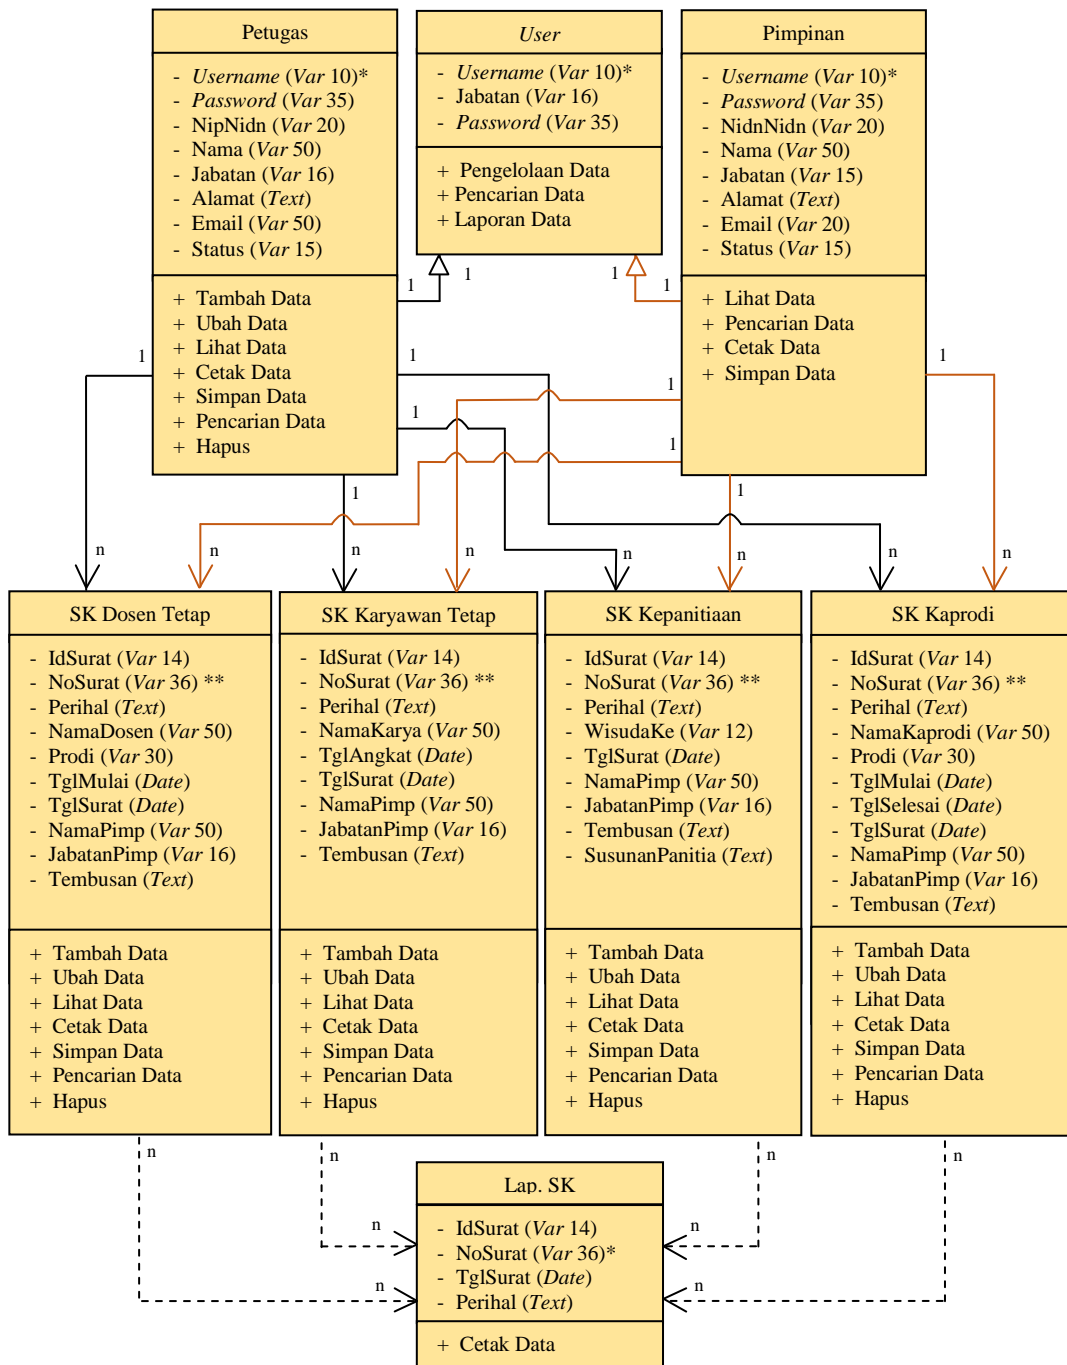 Petugas
- Username (Var 10)*
- Password (Var 35)
- NipNidn (Var 20)
- Nama (Var 50)
- Jabatan (Var 16)
- Alamat (Text)
- Email (Var 50)
- Status (Var 15)
+ Tambah Data
+ Ubah Data
+ Lihat Data
+ Cetak Data
+ Simpan Data
+ Pencarian Data
+ Hapus
User
- Username (Var 10)*
- Jabatan (Var 16)
- Password (Var 35)
+ Pengelolaan Data
+ Pencarian Data
+ Laporan Data
Pimpinan
- Username (Var 10)*
- Password (Var 35)
- NidnNidn (Var 20)
- Nama (Var 50)
- Jabatan (Var 15)
- Alamat (Text)
- Email (Var 20)
- Status (Var 15)
+ Lihat Data
+ Pencarian Data
+ Cetak Data
+ Simpan Data
1
1
1
1
1
1
1
1
1
1
1
1
n
n
n
n
n
n
n
n
SK Dosen Tetap
- IdSurat (Var 14)
- NoSurat (Var 36) **
- Perihal (Text)
- NamaDosen (Var 50)
- Prodi (Var 30)
- TglMulai (Date)
- TglSurat (Date)
- NamaPimp (Var 50)
- JabatanPimp (Var 16)
- Tembusan (Text)
+ Tambah Data
+ Ubah Data
+ Lihat Data
+ Cetak Data
+ Simpan Data
+ Pencarian Data
+ Hapus
SK Karyawan Tetap
- IdSurat (Var 14)
- NoSurat (Var 36) **
- Perihal (Text)
- NamaKarya (Var 50)
- TglAngkat (Date)
- TglSurat (Date)
- NamaPimp (Var 50)
- JabatanPimp (Var 16)
- Tembusan (Text)
+ Tambah Data
+ Ubah Data
+ Lihat Data
+ Cetak Data
+ Simpan Data
+ Pencarian Data
+ Hapus
SK Kepanitiaan
- IdSurat (Var 14)
- NoSurat (Var 36) **
- Perihal (Text)
- WisudaKe (Var 12)
- TglSurat (Date)
- NamaPimp (Var 50)
- JabatanPimp (Var 16)
- Tembusan (Text)
- SusunanPanitia (Text)
+ Tambah Data
+ Ubah Data
+ Lihat Data
+ Cetak Data
+ Simpan Data
+ Pencarian Data
+ Hapus
SK Kaprodi
- IdSurat (Var 14)
- NoSurat (Var 36) **
- Perihal (Text)
- NamaKaprodi (Var 50)
- Prodi (Var 30)
- TglMulai (Date)
- TglSelesai (Date)
- TglSurat (Date)
- NamaPimp (Var 50)
- JabatanPimp (Var 16)
- Tembusan (Text)
+ Tambah Data
+ Ubah Data
+ Lihat Data
+ Cetak Data
+ Simpan Data
+ Pencarian Data
+ Hapus
n
n
n
n
n
n
n
n
Lap. SK
- IdSurat (Var 14)
- NoSurat (Var 36)*
- TglSurat (Date)
- Perihal (Text)
+ Cetak Data